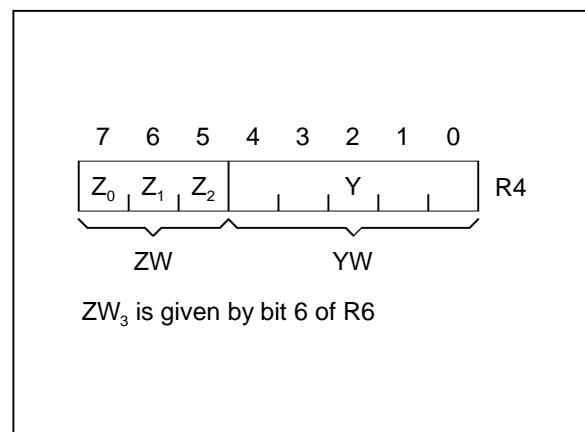 7 6 5 4 3 2 1 0
Z₀ Z₁ Z₂ Y R4
ZW YW
ZW₃ is given by bit 6 of R6